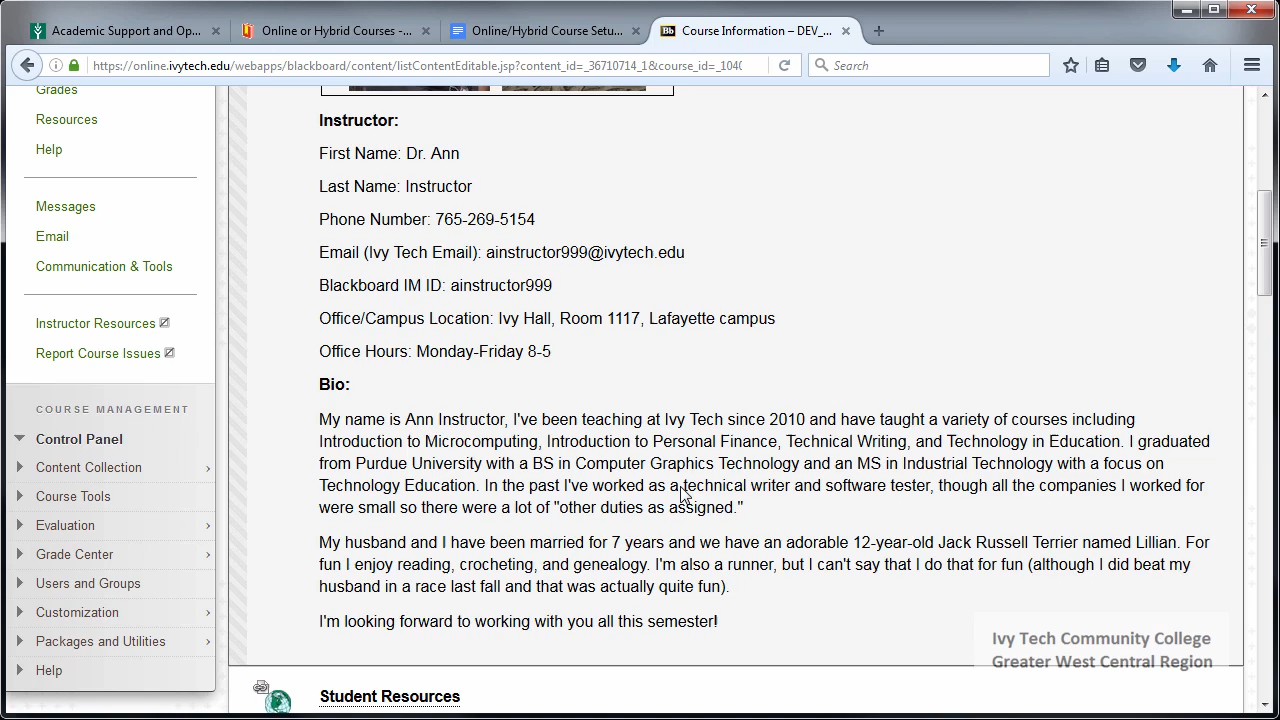 Academic Support and Op...
Online or Hybrid Courses -...
Online/Hybrid Course Setu...
Bb
Course Information – DEV_...
https://online.ivytech.edu/webapps/blackboard/content/listContentEditable.jsp?content_id=_36710714_1&course_id=_1040
Search
Grades
Resources
Help
Messages
Email
Communication & Tools
Instructor Resources
Report Course Issues
COURSE MANAGEMENT
Control Panel
Content Collection
Course Tools
Evaluation
Grade Center
Users and Groups
Customization
Packages and Utilities
Help
Instructor:
First Name: Dr. Ann
Last Name: Instructor
Phone Number: 765-269-5154
Email (Ivy Tech Email): ainstructor999@ivytech.edu
Blackboard IM ID: ainstructor999
Office/Campus Location: Ivy Hall, Room 1117, Lafayette campus
Office Hours: Monday-Friday 8-5
Bio:
My name is Ann Instructor, I've been teaching at Ivy Tech since 2010 and have taught a variety of courses including
Introduction to Microcomputing, Introduction to Personal Finance, Technical Writing, and Technology in Education. I graduated
from Purdue University with a BS in Computer Graphics Technology and an MS in Industrial Technology with a focus on
Technology Education. In the past I've worked as a technical writer and software tester, though all the companies I worked for
were small so there were a lot of "other duties as assigned."
My husband and I have been married for 7 years and we have an adorable 12-year-old Jack Russell Terrier named Lillian. For
fun I enjoy reading, crocheting, and genealogy. I'm also a runner, but I can't say that I do that for fun (although I did beat my
husband in a race last fall and that was actually quite fun).
I'm looking forward to working with you all this semester!
Ivy Tech Community College
Greater West Central Region
Student Resources